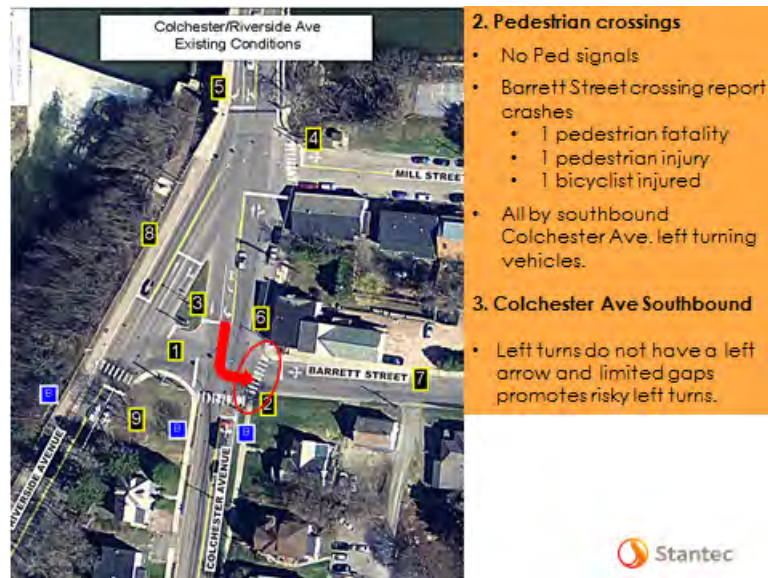 Colchester/Riverside Ave
Existing Conditions
5
4
MILL STREET
8
3
6
1
BARRETT STREET
7
2
B
9
B
B
RIVERSIDE AVENUE
COLCHESTER AVENUE
2. Pedestrian crossings
• No Ped signals
• Barrett Street crossing report
crashes
• 1 pedestrian fatality
• 1 pedestrian injury
• 1 bicyclist injured
• All by southbound
Colchester Ave. left turning
vehicles.
3. Colchester Ave Southbound
• Left turns do not have a left
arrow and limited gaps
promotes risky left turns.
Stantec